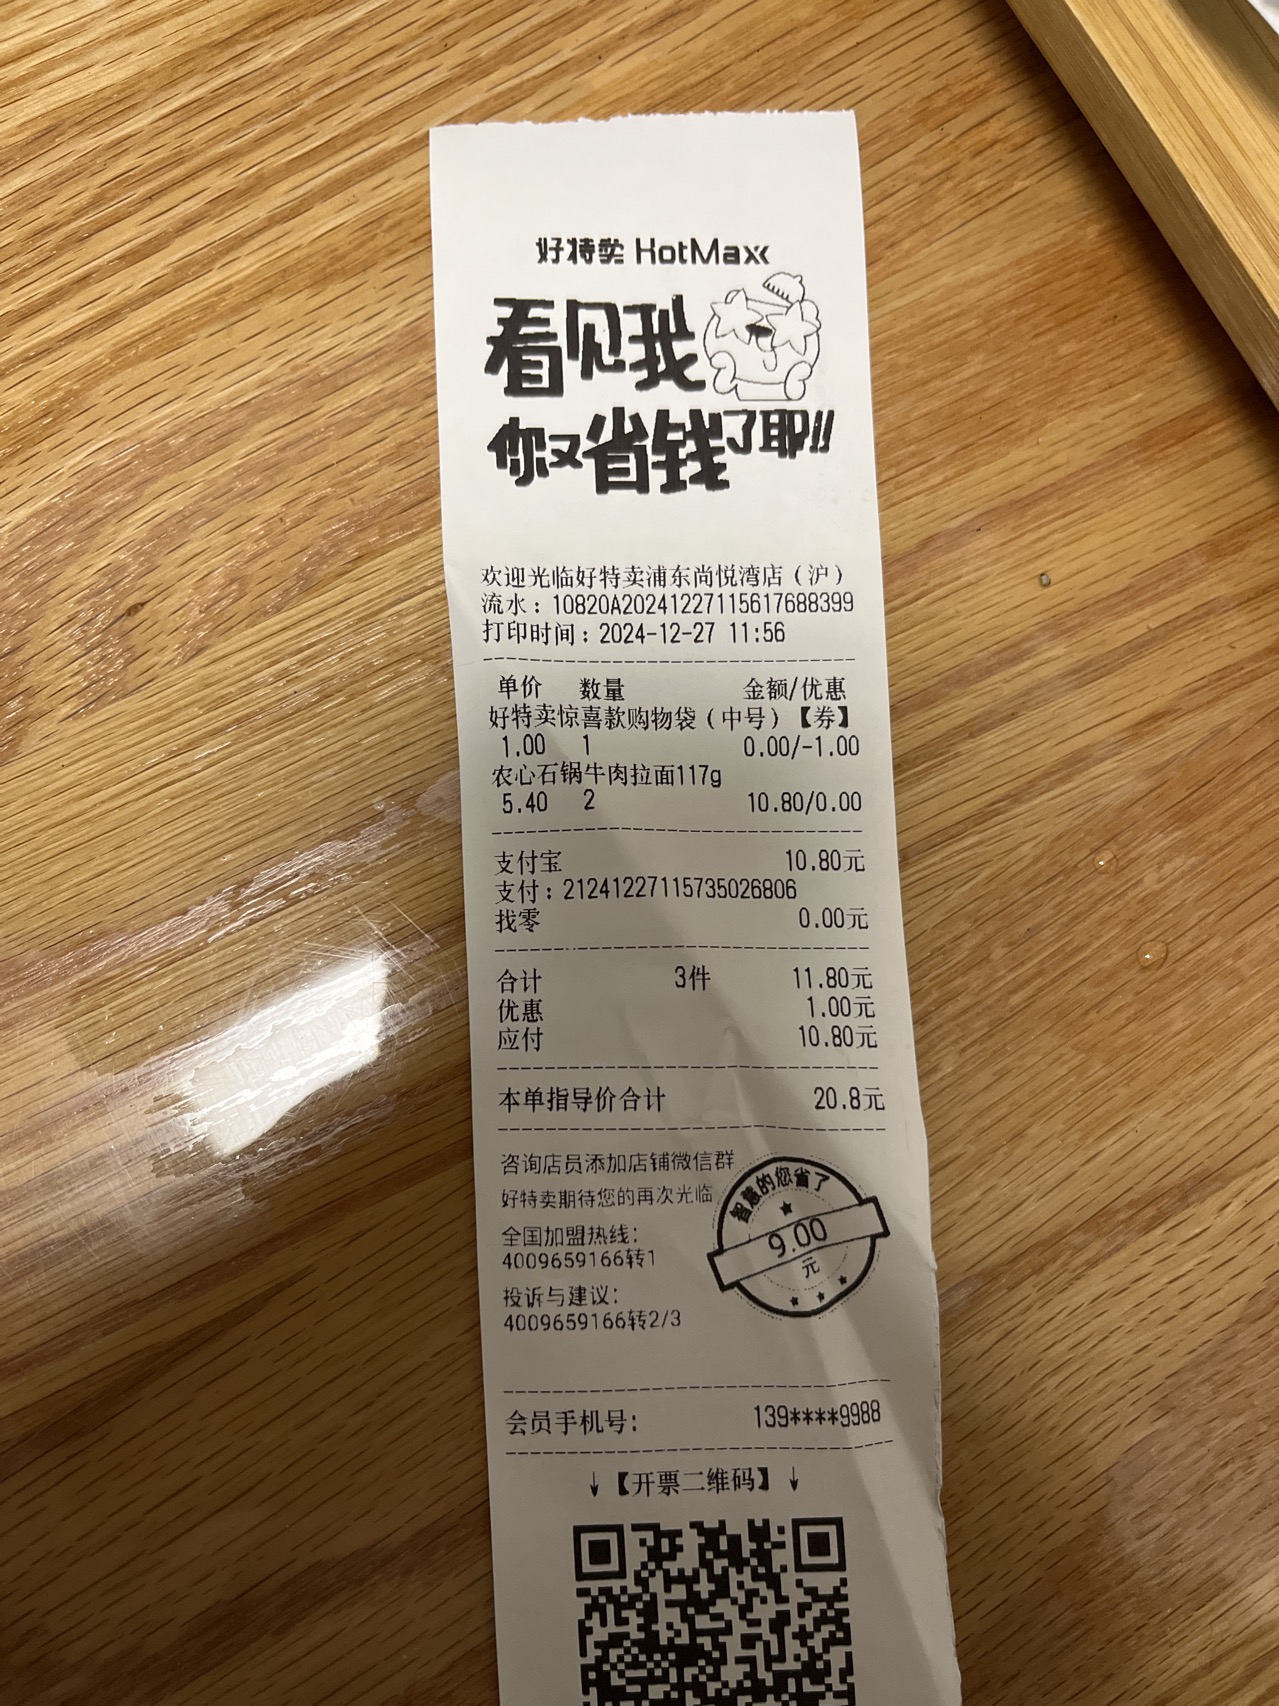 好特卖 HotMaxx
看见我
你又省钱了耶!!
欢迎光临好特卖浦东尚悦湾店（沪）
流水：10820A20241227115617688399
打印时间：2024-12-27 11:56
单价 数量 金额/优惠
好特卖惊喜款购物袋（中号）【券】
1.00 1 0.00/-1.00
农心石锅牛肉拉面117g
5.40 2 10.80/0.00
支付宝 10.80元
支付：21241227115735026806
找零 0.00元
合计 3件 11.80元
优惠 1.00元
应付 10.80元
本单指导价合计 20.8元
咨询店员添加店铺微信群
好特卖期待您的再次光临
全国加盟热线：
4009659166转1
投诉与建议：
4009659166转2/3
智慧的您省了
9.00
元
会员手机号： 139****9988
↓【开票二维码】↓